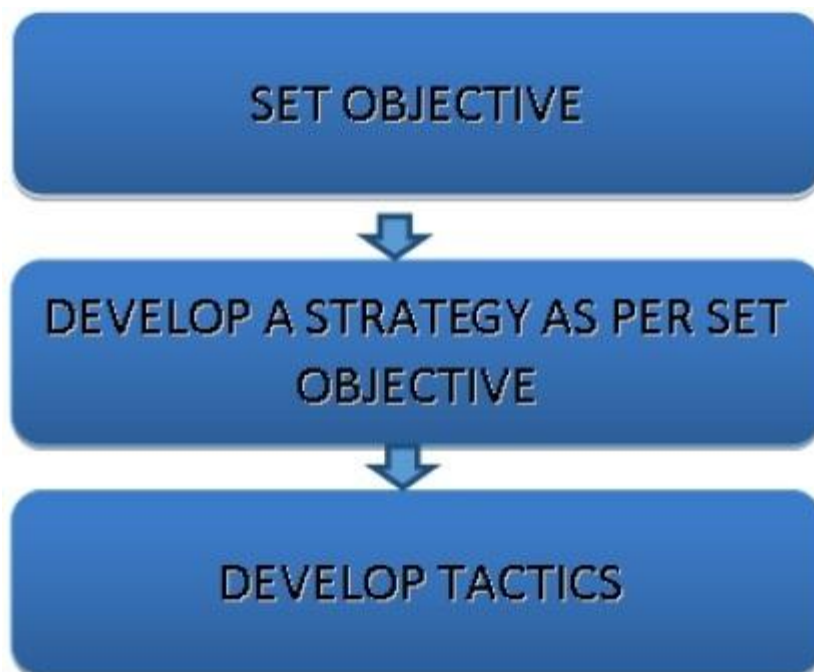 SET OBJECTIVE
DEVELOP A STRATEGY AS PER SET
OBJECTIVE
DEVELOP TACTICS